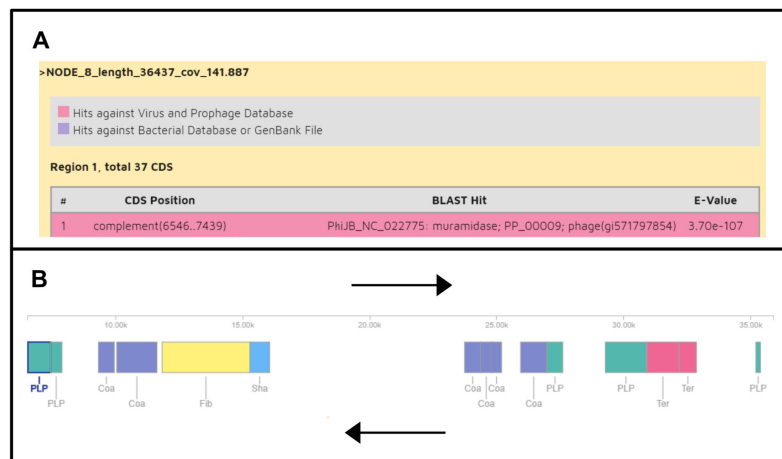 A
>NODE_8_length_36437_cov_141.887
Hits against Virus and Prophage Database
Hits against Bacterial Database or GenBank File
Region 1, total 37 CDS
# CDS Position BLAST Hit E-Value
1 complement(6546..7439) PhiJB_NC_022775: muramidase; PP_00009; phage(gi571797854) 3.70e-107
B
10.00k 15.00k 20.00k 25.00k 30.00k 35.00k
PLP Coa Sha Coa Coa PLP PLP Ter PLP
PLP Coa Fib Coa Coa Ter